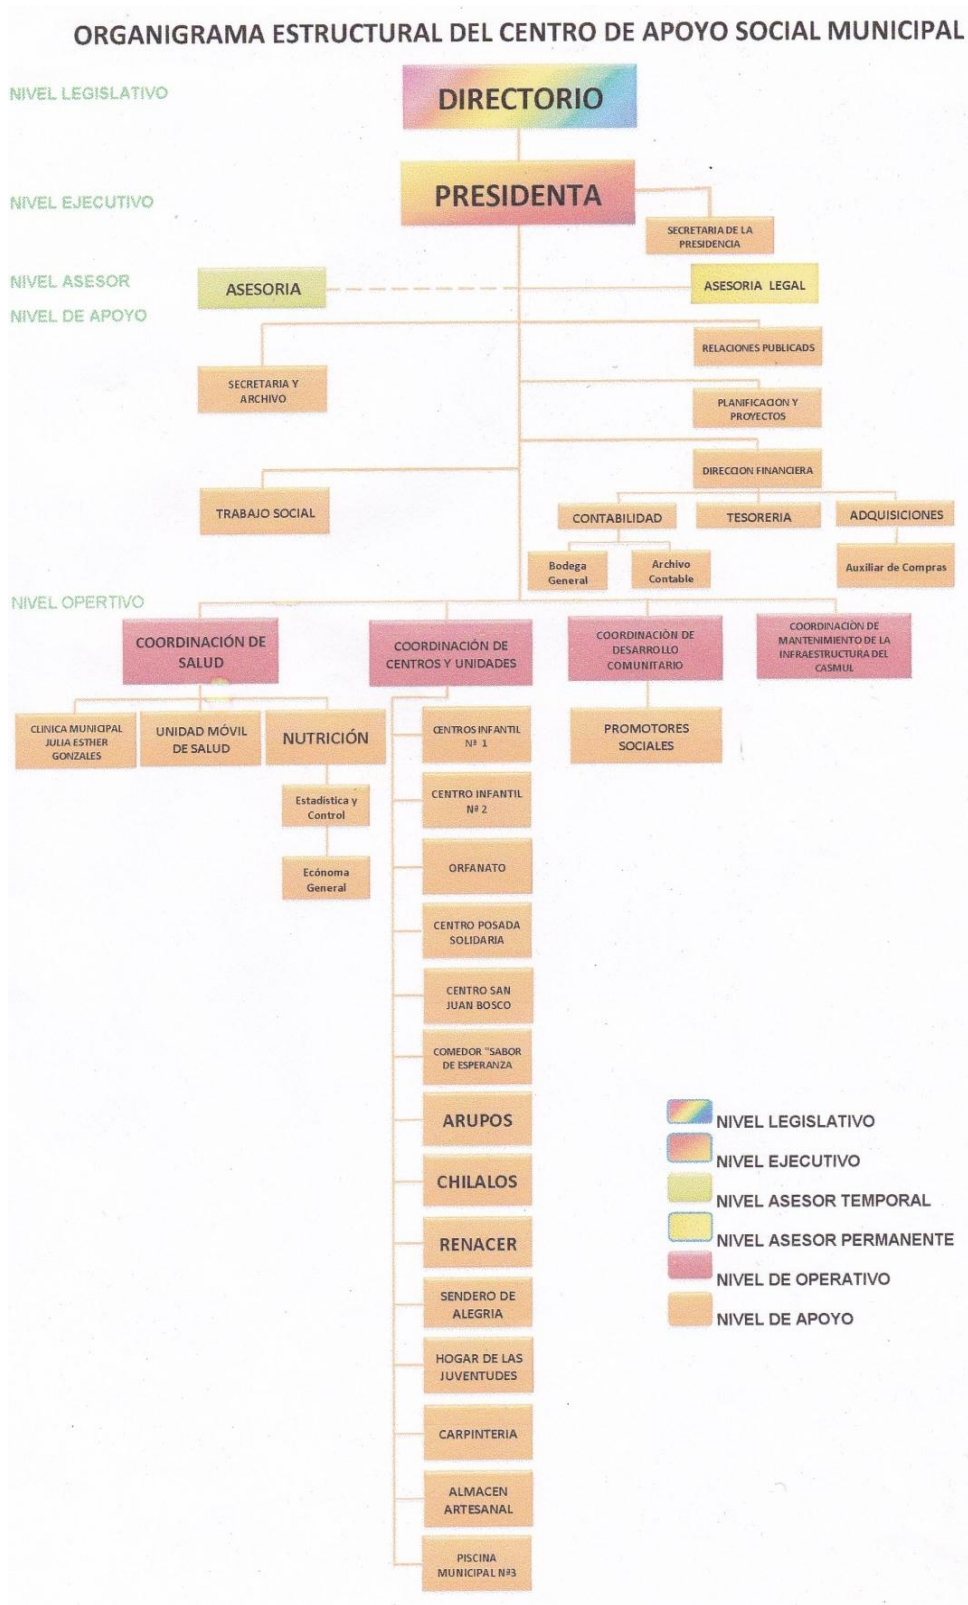 ORGANIGRAMA ESTRUCTURAL DEL CENTRO DE APOYO SOCIAL MUNICIPAL
NIVEL LEGISLATIVO
DIRECTORIO
NIVEL EJECUTIVO
PRESIDENTA
SECRETARIA DE LA
PRESIDENCIA
NIVEL ASESOR
ASESORIA
ASESORIA LEGAL
NIVEL DE APOYO
RELACIONES PUBLICADS
SECRETARIA Y
ARCHIVO
PLANIFICACION Y
PROYECTOS
DIRECCION FINANCIERA
TRABAJO SOCIAL
CONTABILIDAD
TESORERIA
ADQUISICIONES
Bodega
General
Archivo
Contable
Auxiliar de Compras
NIVEL OPERTIVO
COORDINACIÓN DE
SALUD
COORDINACIÓN DE
CENTROS Y UNIDADES
COORDINACIÒN DE
DESARROLLO
COMUNITARIO
COORDINACIÒN DE
MANTENIMIENTO DE LA
INFRAESTRUCTURA DEL
CASMUL
CLINICA MUNICIPAL
JULIA ESTHER
GONZALES
UNIDAD MÓVIL
DE SALUD
NUTRICIÓN
Estadística y
Control
Ecónoma
General
CENTROS INFANTIL
Nª 1
CENTRO INFANTIL
Nª 2
ORFANATO
CENTRO POSADA
SOLIDARIA
CENTRO SAN
JUAN BOSCO
COMEDOR "SABOR
DE ESPERANZA
ARUPOS
CHILALOS
RENACER
SENDERO DE
ALEGRIA
HOGAR DE LAS
JUVENTUDES
CARPINTERIA
ALMACEN
ARTESANAL
PISCINA
MUNICIPAL Nª3
PROMOTORES
SOCIALES
NIVEL LEGISLATIVO
NIVEL EJECUTIVO
NIVEL ASESOR TEMPORAL
NIVEL ASESOR PERMANENTE
NIVEL DE OPERATIVO
NIVEL DE APOYO